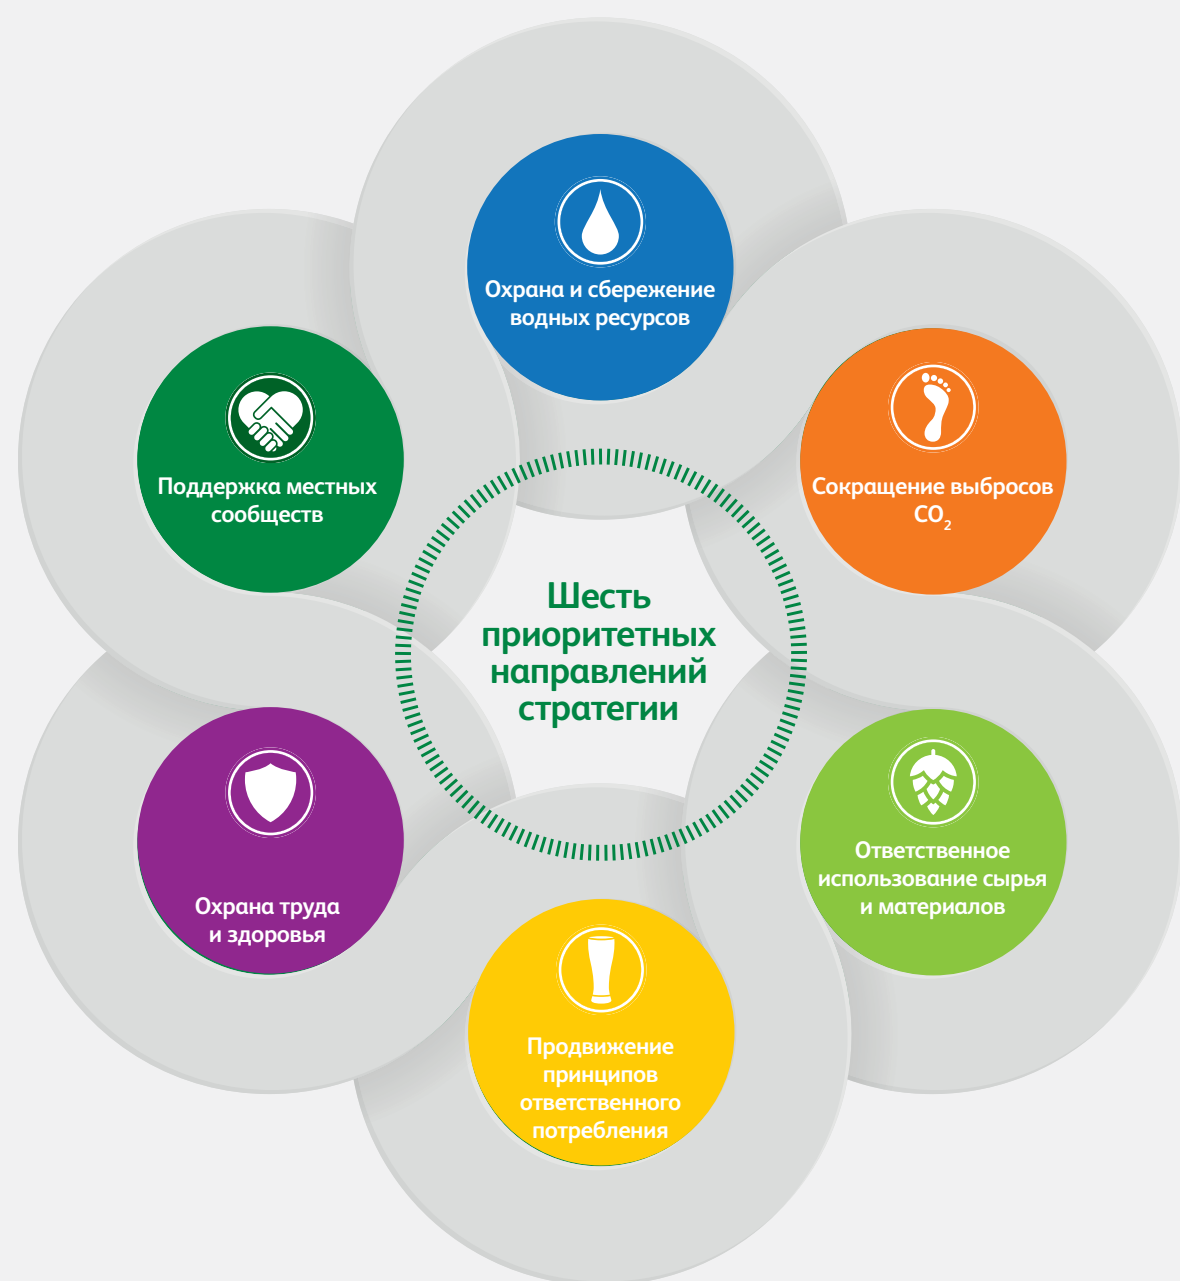 Охрана и сбережение
водных ресурсов
Поддержка местных
сообществ
Сокращение выбросов
CO₂
Шесть
приоритетных
направлений
стратегии
Охрана труда
и здоровья
Ответственное
использование сырья
и материалов
Продвижение
принципов
ответственного
потребления